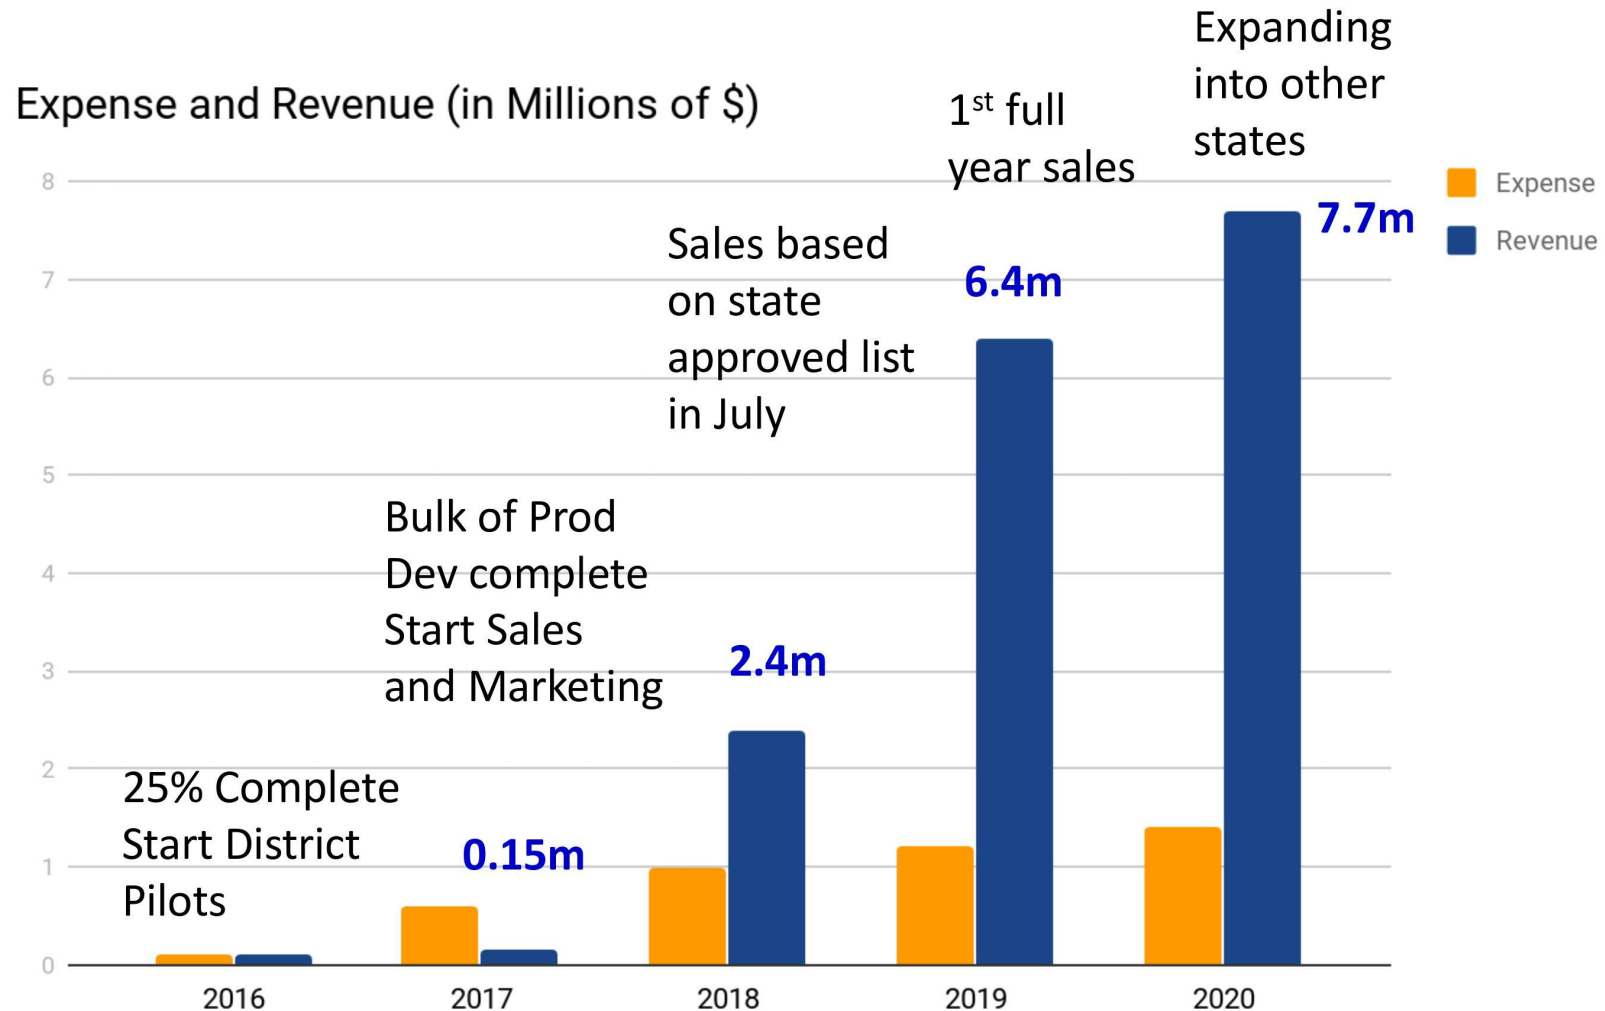 Expense and Revenue (in Millions of $)
Expanding
into other
states
1st full
year sales
Expense
Revenue
8
7
6
5
4
3
2
1
0
7.7m
6.4m
Sales based
on state
approved list
in July
Bulk of Prod
Dev complete
Start Sales
and Marketing
2.4m
25% Complete
Start District
Pilots
0.15m
2016
2017
2018
2019
2020